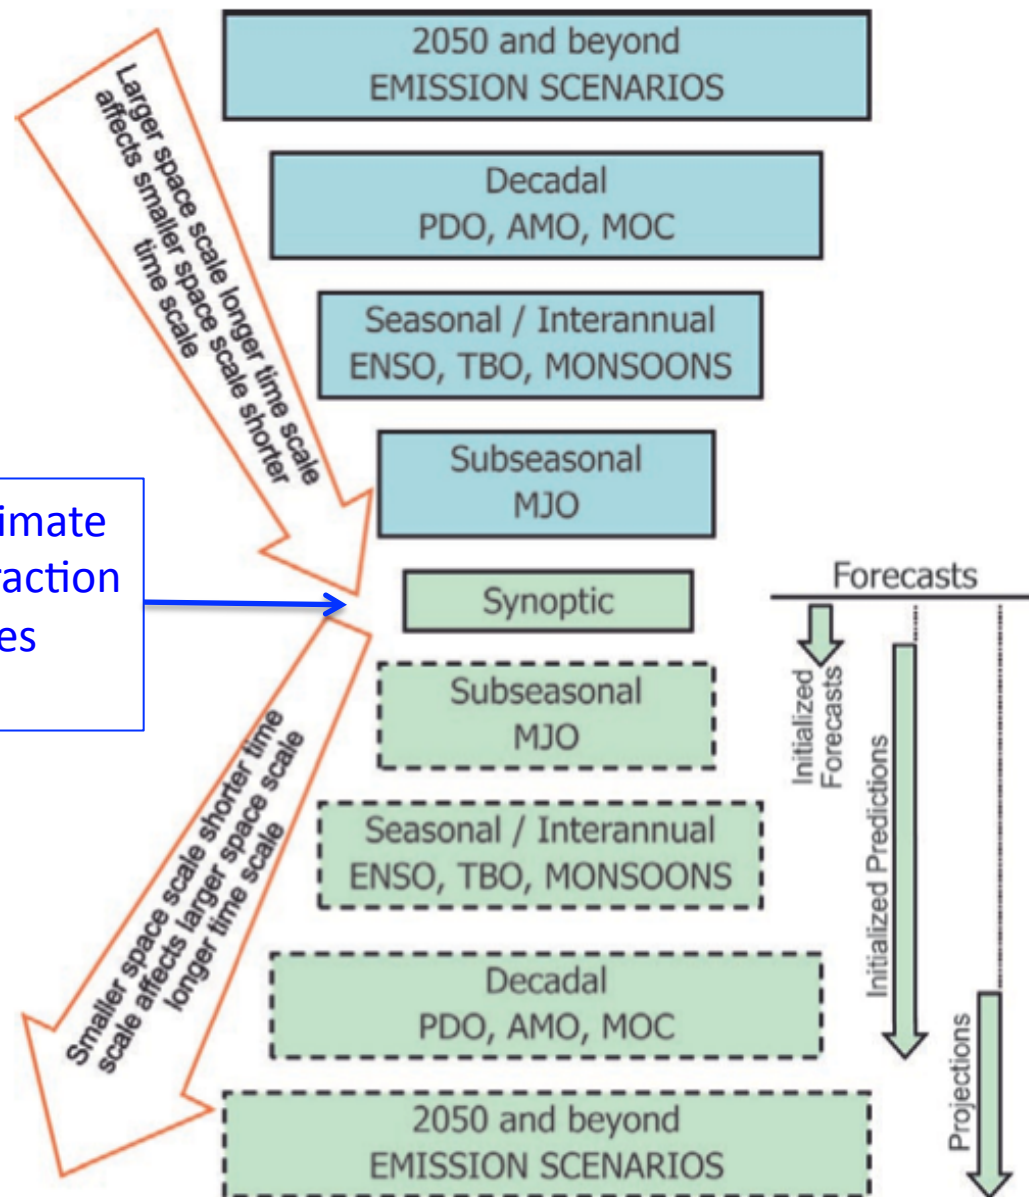 2050 and beyond
EMISSION SCENARIOS
Decadal
PDO, AMO, MOC
Seasonal / Interannual
ENSO, TBO, MONSOONS
Subseasonal
MJO
Larger space scale longer time scale
affects smaller space scale shorter
time scale
imate
raction
es
Synoptic
Subseasonal
MJO
Seasonal / Interannual
ENSO, TBO, MONSOONS
Decadal
PDO, AMO, MOC
2050 and beyond
EMISSION SCENARIOS
Smaller space scale shorter time
scale affects larger space scale
longer time scale
Forecasts
Initialized
Forecasts
Initialized Predictions
Projections